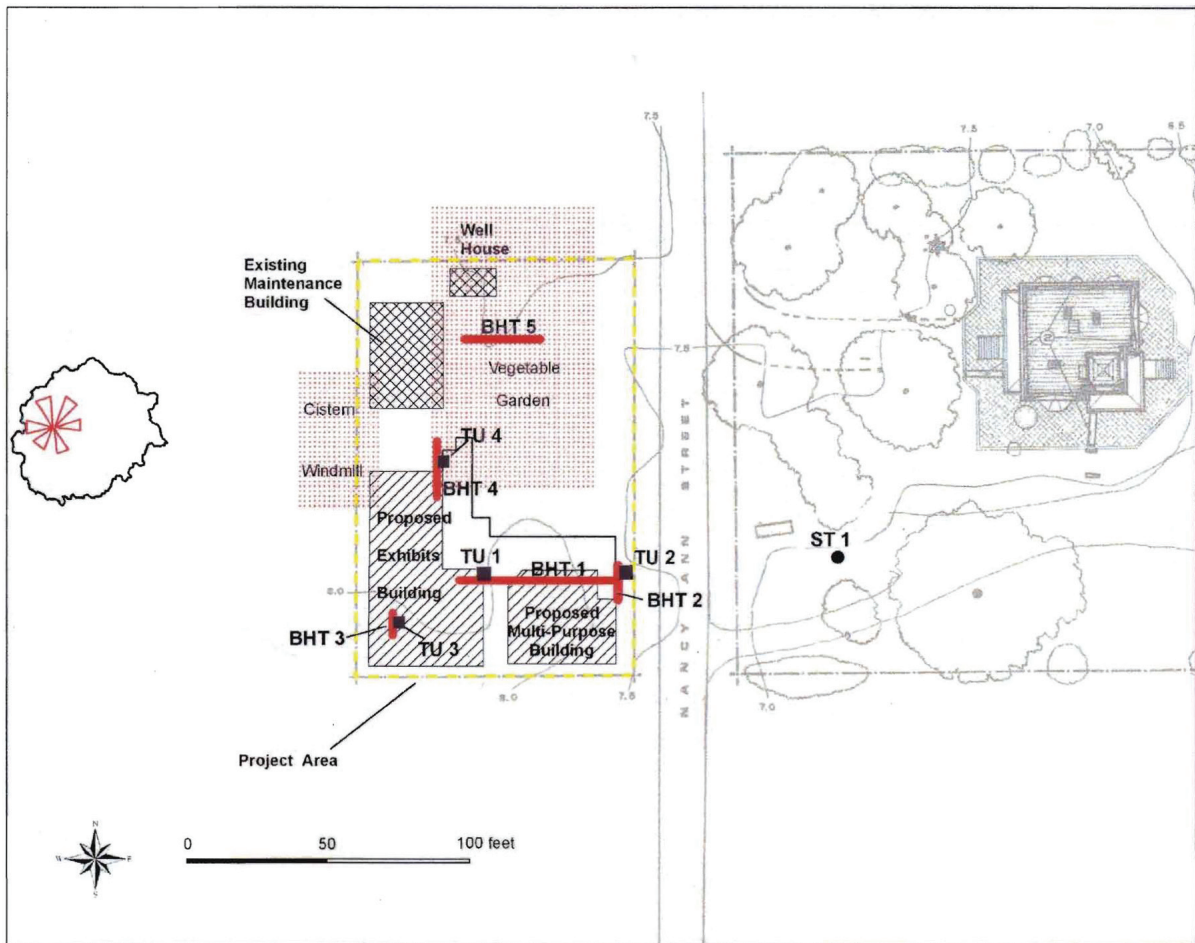 7.5
7.5
7.0
6.5
Well
House
7.5
Existing
Maintenance
Building
BHT 5
7.5
Vegetable
Garden
Cistern
TU 4
Windmill
BHT 4
Proposed
Exhibits
Building
TU 1
BHT 1
TU 2
ST 1
BHT 2
8.0
Proposed
Multi-Purpose
Building
BHT 3
TU 3
8.0
7.5
7.0
NANCY ANN STREET
Project Area
N
W
E
S
0
50
100 feet